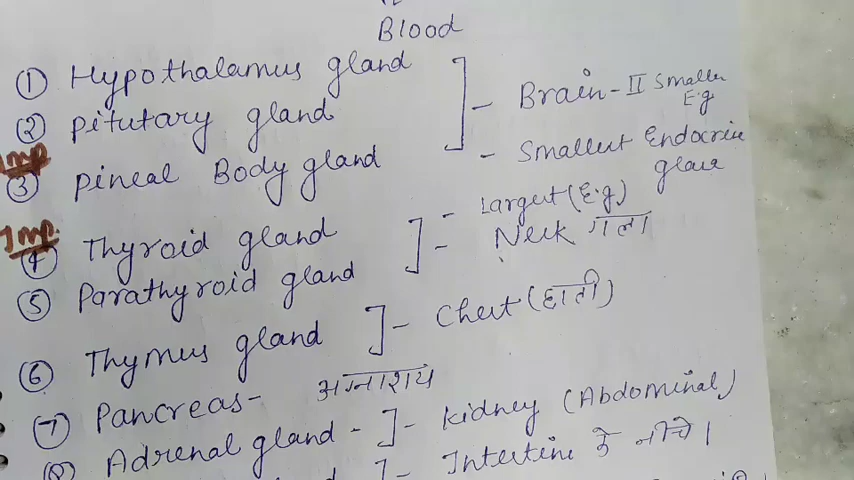 Blood
① Hypothalamus gland
② Pitutary gland ] - Brain - II Smaller E.g
Imp
③ Pineal Body gland - Smallest Endocrine gland
Imp.
④ Thyroid gland - Largest (E.g)
⑤ Parathyroid gland ] - Neck गला
⑥ Thymus gland ] - Chest (छाती)
⑦ Pancreas - अग्नाशय
⑧ Adrenal gland - ] - Kidney (Abdominal)
] - Intertine के नीचे ।